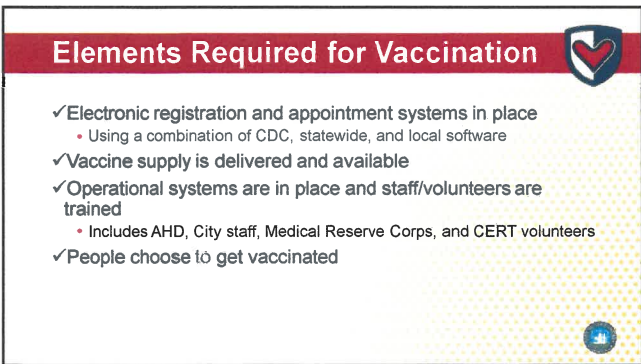 Elements Required for Vaccination
✓Electronic registration and appointment systems in place
• Using a combination of CDC, statewide, and local software
✓Vaccine supply is delivered and available
✓Operational systems are in place and staff/volunteers are
trained
• Includes AHD, City staff, Medical Reserve Corps, and CERT volunteers
✓People choose to get vaccinated